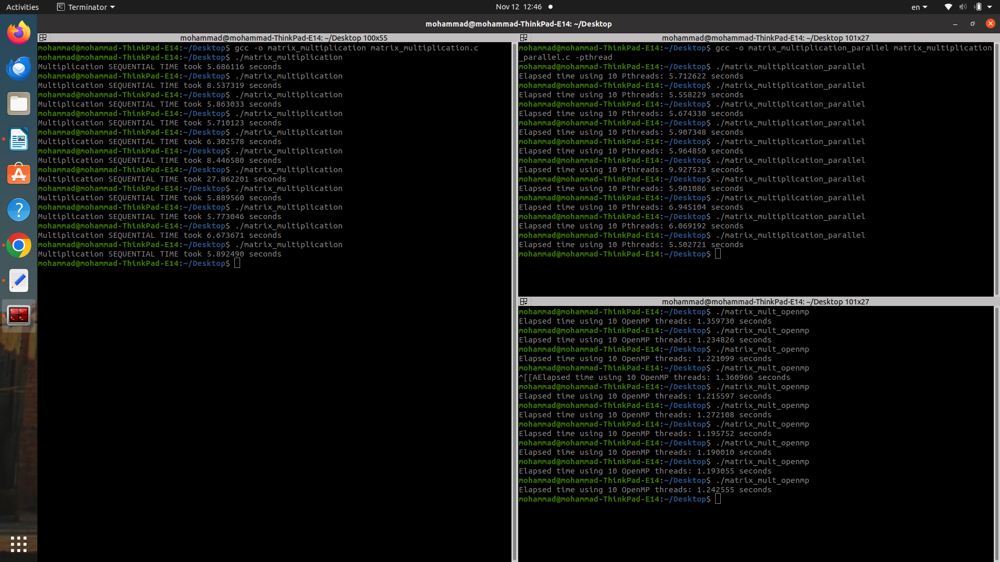 Activities
Terminator
Nov 12 12:46
en
mohammad@mohammad-ThinkPad-E14: ~/Desktop
mohammad@mohammad-ThinkPad-E14: ~/Desktop 100x55
mohammad@mohammad-ThinkPad-E14:~/Desktop$ gcc -o matrix_multiplication matrix_multiplication.c
mohammad@mohammad-ThinkPad-E14:~/Desktop$ ./matrix_multiplication
Multiplication SEQUENTIAL TIME took 5.686116 seconds
mohammad@mohammad-ThinkPad-E14:~/Desktop$ ./matrix_multiplication
Multiplication SEQUENTIAL TIME took 8.537319 seconds
mohammad@mohammad-ThinkPad-E14:~/Desktop$ ./matrix_multiplication
Multiplication SEQUENTIAL TIME took 5.863033 seconds
mohammad@mohammad-ThinkPad-E14:~/Desktop$ ./matrix_multiplication
Multiplication SEQUENTIAL TIME took 5.710123 seconds
mohammad@mohammad-ThinkPad-E14:~/Desktop$ ./matrix_multiplication
Multiplication SEQUENTIAL TIME took 6.302578 seconds
mohammad@mohammad-ThinkPad-E14:~/Desktop$ ./matrix_multiplication
Multiplication SEQUENTIAL TIME took 8.446580 seconds
mohammad@mohammad-ThinkPad-E14:~/Desktop$ ./matrix_multiplication
Multiplication SEQUENTIAL TIME took 27.862201 seconds
mohammad@mohammad-ThinkPad-E14:~/Desktop$ ./matrix_multiplication
Multiplication SEQUENTIAL TIME took 5.889560 seconds
mohammad@mohammad-ThinkPad-E14:~/Desktop$ ./matrix_multiplication
Multiplication SEQUENTIAL TIME took 5.773046 seconds
mohammad@mohammad-ThinkPad-E14:~/Desktop$ ./matrix_multiplication
Multiplication SEQUENTIAL TIME took 6.673671 seconds
mohammad@mohammad-ThinkPad-E14:~/Desktop$ ./matrix_multiplication
Multiplication SEQUENTIAL TIME took 5.892490 seconds
mohammad@mohammad-ThinkPad-E14:~/Desktop$
mohammad@mohammad-ThinkPad-E14: ~/Desktop 101x27
mohammad@mohammad-ThinkPad-E14:~/Desktop$ gcc -o matrix_multiplication_parallel matrix_multiplication
_parallel.c -pthread
mohammad@mohammad-ThinkPad-E14:~/Desktop$ ./matrix_multiplication_parallel
Elapsed time using 10 Pthreads: 5.712622 seconds
mohammad@mohammad-ThinkPad-E14:~/Desktop$ ./matrix_multiplication_parallel
Elapsed time using 10 Pthreads: 5.558229 seconds
mohammad@mohammad-ThinkPad-E14:~/Desktop$ ./matrix_multiplication_parallel
Elapsed time using 10 Pthreads: 5.674330 seconds
mohammad@mohammad-ThinkPad-E14:~/Desktop$ ./matrix_multiplication_parallel
Elapsed time using 10 Pthreads: 5.907348 seconds
mohammad@mohammad-ThinkPad-E14:~/Desktop$ ./matrix_multiplication_parallel
Elapsed time using 10 Pthreads: 5.964850 seconds
mohammad@mohammad-ThinkPad-E14:~/Desktop$ ./matrix_multiplication_parallel
Elapsed time using 10 Pthreads: 9.927523 seconds
mohammad@mohammad-ThinkPad-E14:~/Desktop$ ./matrix_multiplication_parallel
Elapsed time using 10 Pthreads: 5.901086 seconds
mohammad@mohammad-ThinkPad-E14:~/Desktop$ ./matrix_multiplication_parallel
Elapsed time using 10 Pthreads: 6.945104 seconds
mohammad@mohammad-ThinkPad-E14:~/Desktop$ ./matrix_multiplication_parallel
Elapsed time using 10 Pthreads: 6.069192 seconds
mohammad@mohammad-ThinkPad-E14:~/Desktop$ ./matrix_multiplication_parallel
Elapsed time using 10 Pthreads: 5.502721 seconds
mohammad@mohammad-ThinkPad-E14:~/Desktop$
mohammad@mohammad-ThinkPad-E14: ~/Desktop 101x27
mohammad@mohammad-ThinkPad-E14:~/Desktop$ ./matrix_mult_openmp
Elapsed time using 10 OpenMP threads: 1.359730 seconds
mohammad@mohammad-ThinkPad-E14:~/Desktop$ ./matrix_mult_openmp
Elapsed time using 10 OpenMP threads: 1.234826 seconds
mohammad@mohammad-ThinkPad-E14:~/Desktop$ ./matrix_mult_openmp
Elapsed time using 10 OpenMP threads: 1.221099 seconds
mohammad@mohammad-ThinkPad-E14:~/Desktop$ ./matrix_mult_openmp
^[[AElapsed time using 10 OpenMP threads: 1.360966 seconds
mohammad@mohammad-ThinkPad-E14:~/Desktop$ ./matrix_mult_openmp
Elapsed time using 10 OpenMP threads: 1.215597 seconds
mohammad@mohammad-ThinkPad-E14:~/Desktop$ ./matrix_mult_openmp
Elapsed time using 10 OpenMP threads: 1.272108 seconds
mohammad@mohammad-ThinkPad-E14:~/Desktop$ ./matrix_mult_openmp
Elapsed time using 10 OpenMP threads: 1.195752 seconds
mohammad@mohammad-ThinkPad-E14:~/Desktop$ ./matrix_mult_openmp
Elapsed time using 10 OpenMP threads: 1.190010 seconds
mohammad@mohammad-ThinkPad-E14:~/Desktop$ ./matrix_mult_openmp
Elapsed time using 10 OpenMP threads: 1.193055 seconds
mohammad@mohammad-ThinkPad-E14:~/Desktop$ ./matrix_mult_openmp
Elapsed time using 10 OpenMP threads: 1.242555 seconds
mohammad@mohammad-ThinkPad-E14:~/Desktop$